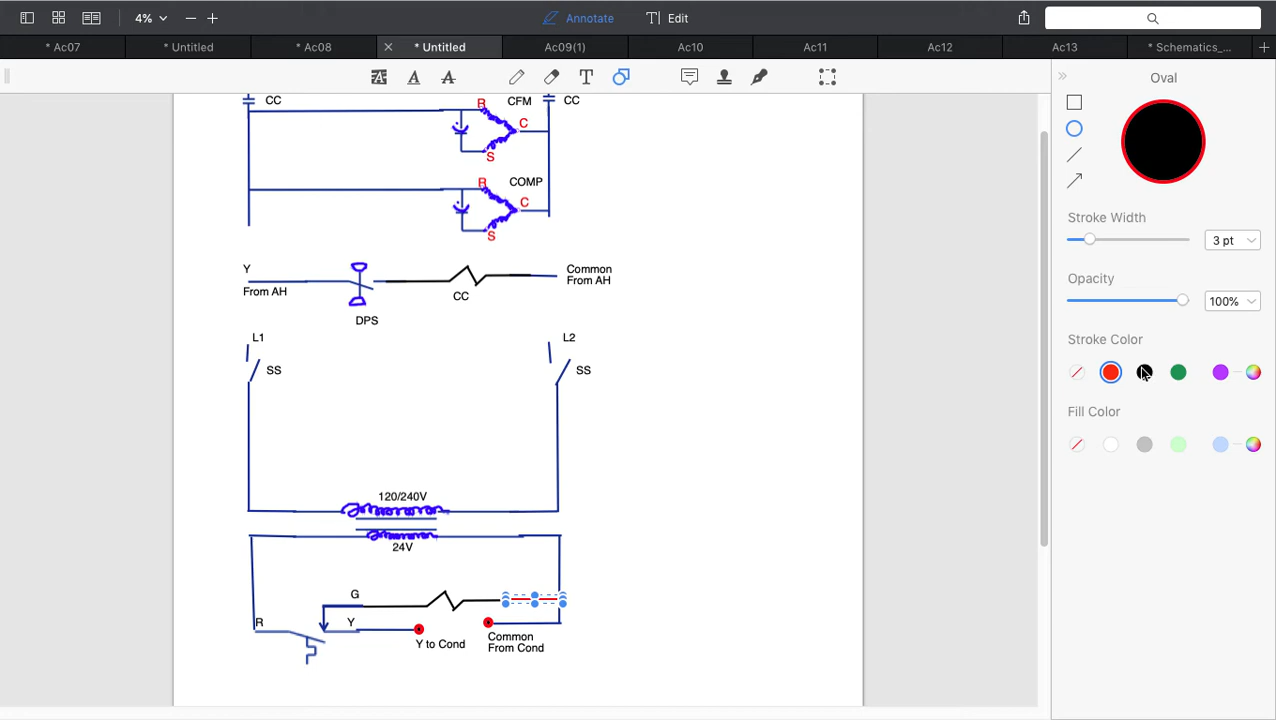 4%
Annotate
Edit
* Ac07
* Untitled
* Ac08
* Untitled
Ac09(1)
Ac10
Ac11
Ac12
Ac13
* Schematics_...
A A A T
Oval
CC
R
CFM
CC
C
S
R
COMP
C
S
Stroke Width
3 pt
Opacity
100%
Stroke Color
Fill Color
Y
From AH
DPS
CC
Common
From AH
L1
SS
L2
SS
120/240V
24V
G
R
Y
Y to Cond
Common
From Cond